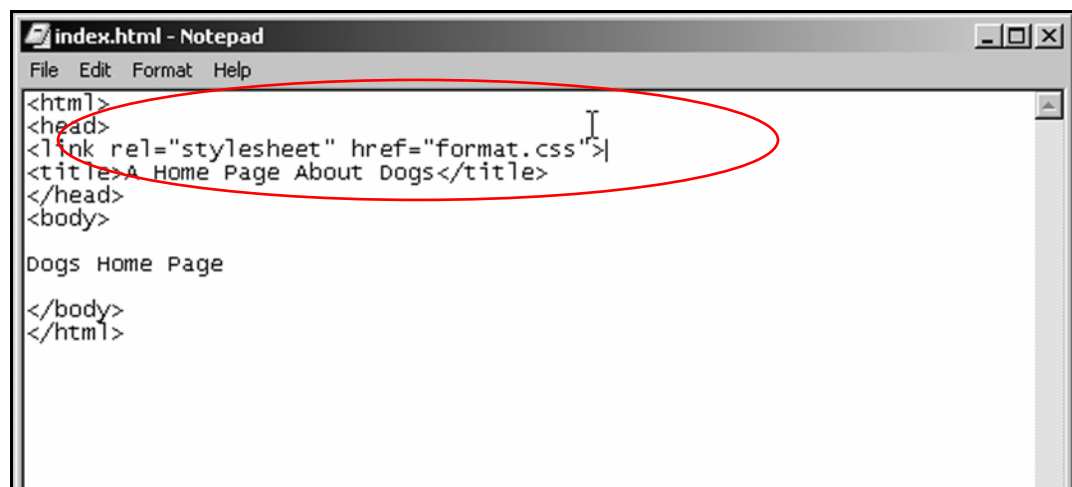 index.html - Notepad
File Edit Format Help
<html>
<head>
<link rel="stylesheet" href="format.css">
<title>A Home Page About Dogs</title>
</head>
<body>
Dogs Home Page
</body>
</html>